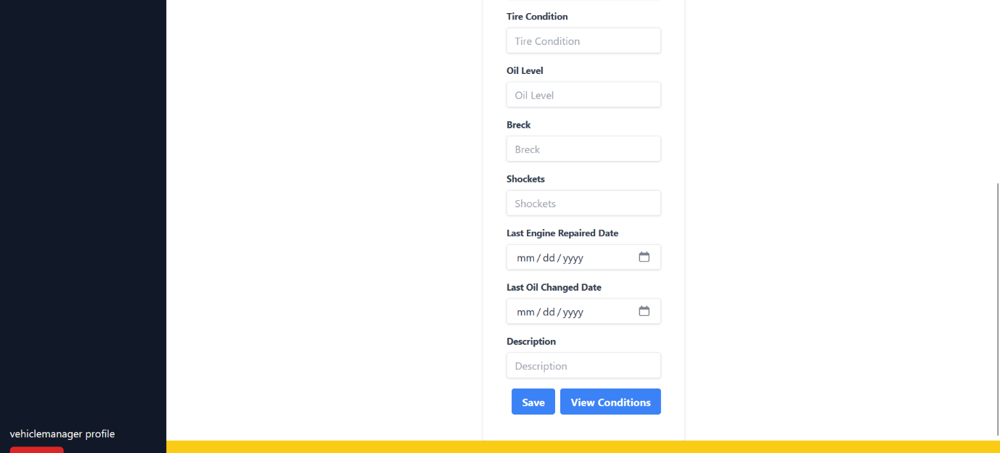 Tire Condition
Tire Condition
Oil Level
Oil Level
Breck
Breck
Shockets
Shockets
Last Engine Repaired Date
mm/dd/yyyy
Last Oil Changed Date
mm/dd/yyyy
Description
Description
Save View Conditions
vehiclemanager profile